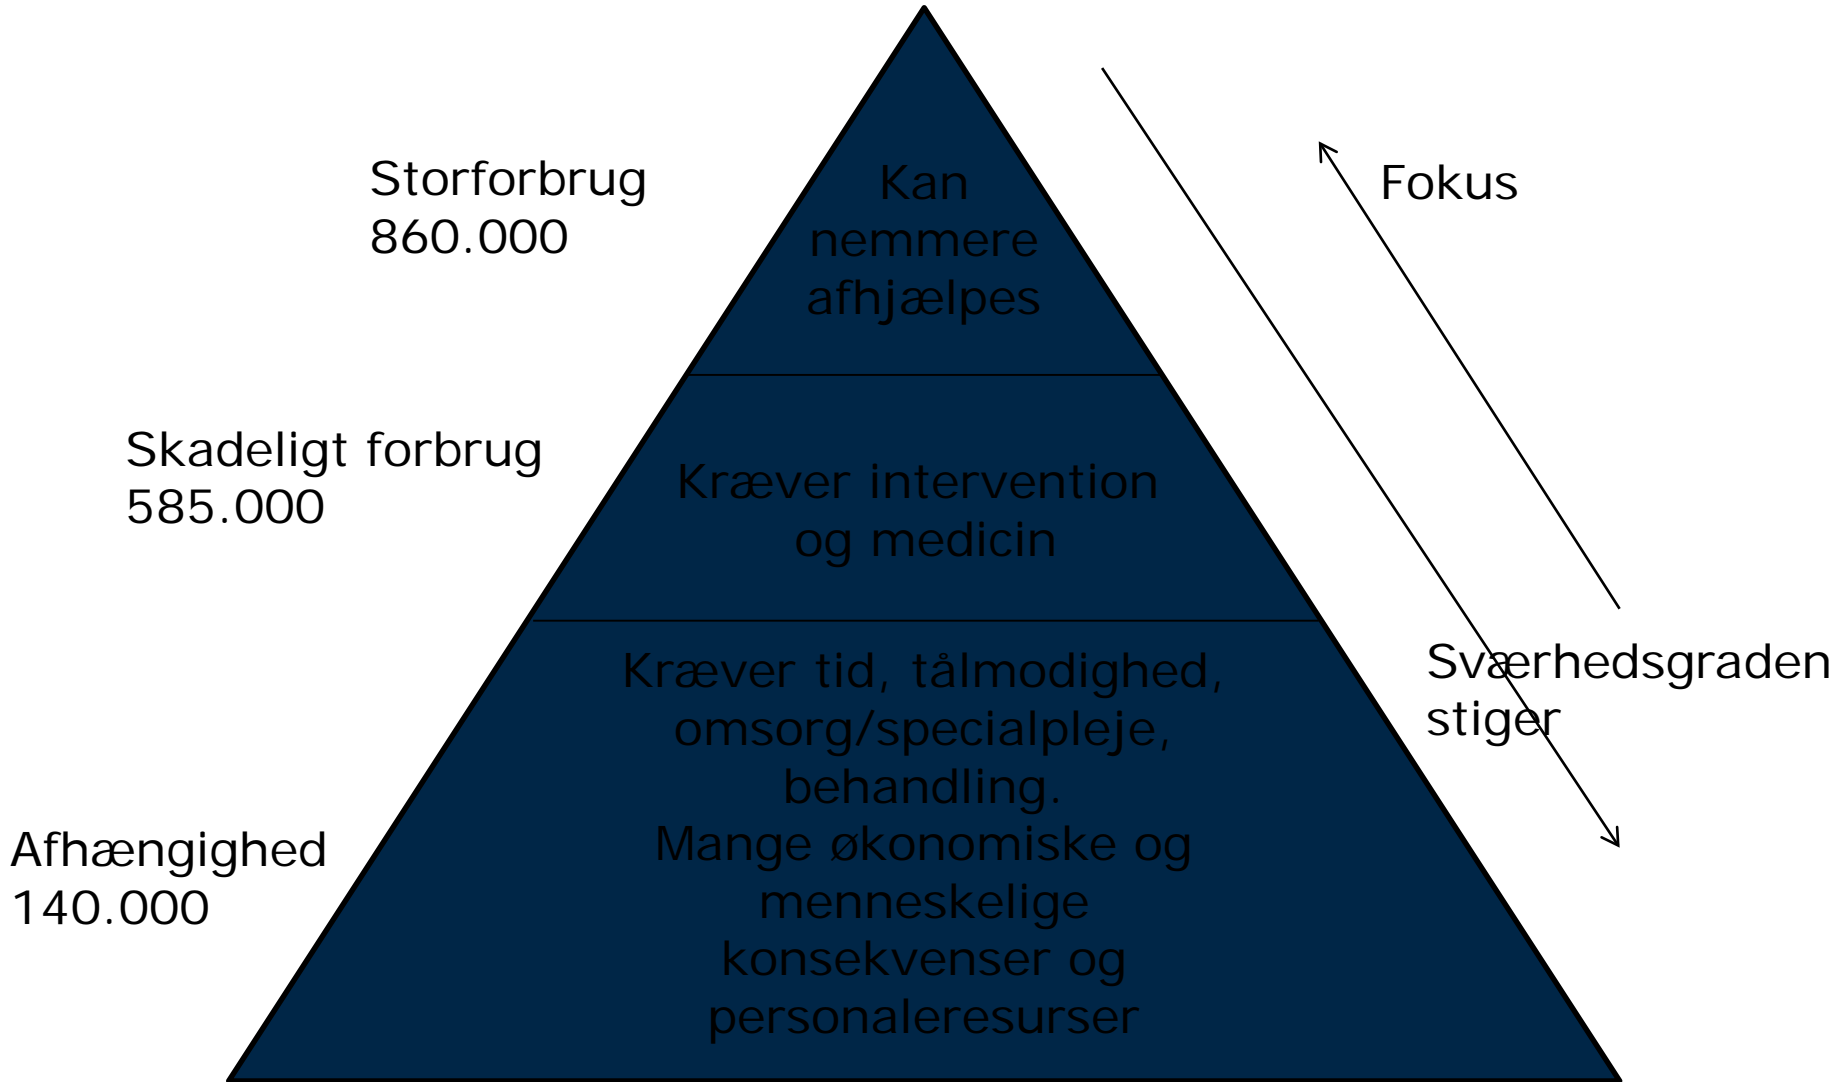 Storforbrug
860.000
Kan
nemmere
afhjælpes
Fokus
Skadeligt forbrug
585.000
Kræver intervention
og medicin
Sværhedsgraden
stiger
Kræver tid, tålmodighed,
omsorg/specialpleje,
behandling.
Mange økonomiske og
menneskelige
konsekvenser og
personaleresurser
Afhængighed
140.000